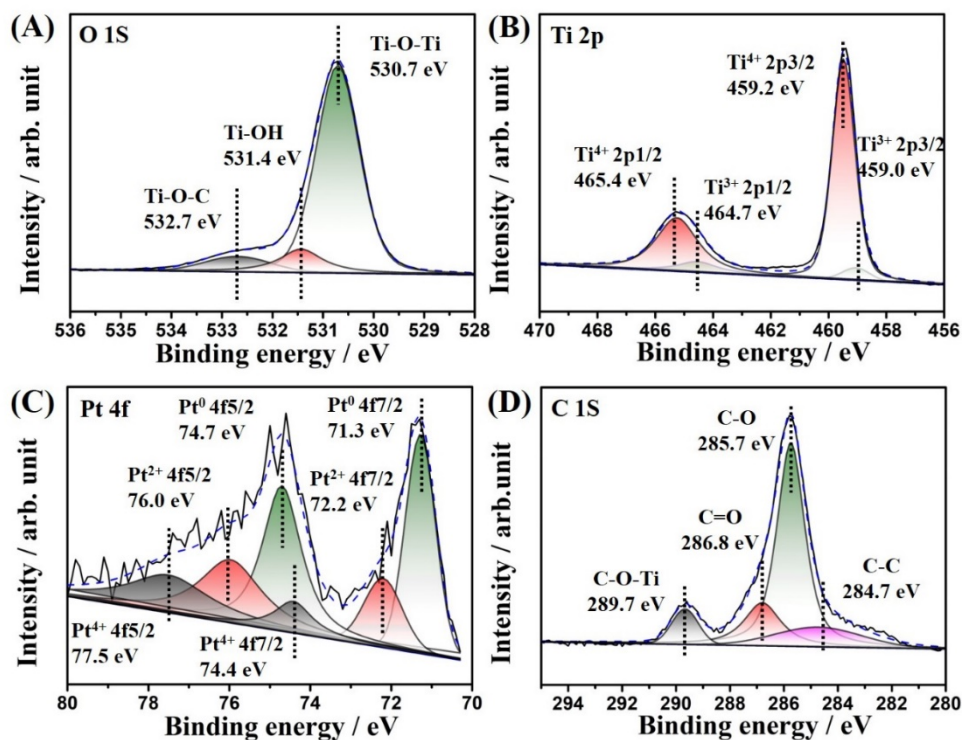 (A)
O 1S
Ti-O-Ti
530.7 eV
Ti-OH
531.4 eV
Ti-O-C
532.7 eV
Intensity / arb. unit
536 535 534 533 532 531 530 529 528
Binding energy / eV
(B)
Ti 2p
Ti⁴⁺ 2p3/2
459.2 eV
Ti⁴⁺ 2p1/2
465.4 eV
Ti³⁺ 2p1/2
464.7 eV
Ti³⁺ 2p3/2
459.0 eV
Intensity / arb. unit
470 468 466 464 462 460 458 456
Binding energy / eV
(C)
Pt 4f
Pt⁰ 4f5/2
74.7 eV
Pt⁰ 4f7/2
71.3 eV
Pt²⁺ 4f5/2
76.0 eV
Pt²⁺ 4f7/2
72.2 eV
Pt⁴⁺ 4f5/2
77.5 eV
Pt⁴⁺ 4f7/2
74.4 eV
Intensity / arb. unit
80 78 76 74 72 71
Binding energy / eV
(D)
C 1S
C-O
285.7 eV
C=O
286.8 eV
C-C
284.7 eV
C-O-Ti
289.7 eV
Intensity / arb.unit
294 292 290 288 286 284 282 280
Binding energy / eV